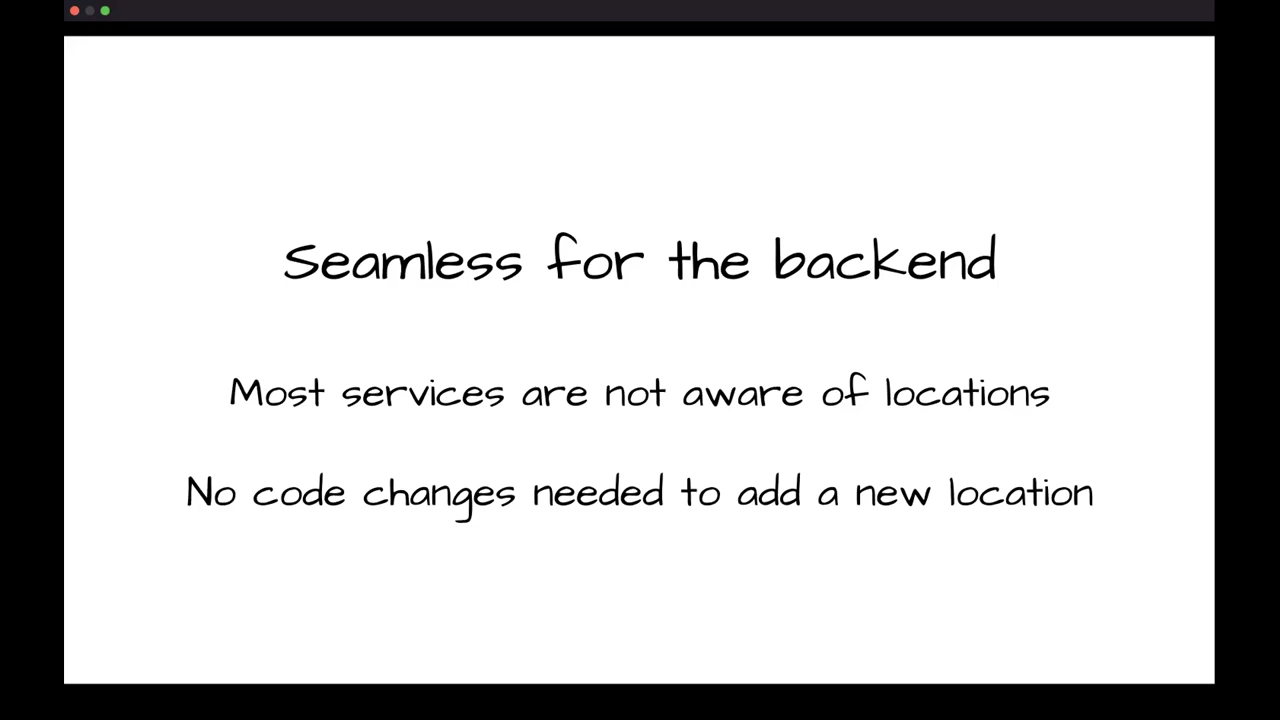 Seamless for the backend
Most services are not aware of locations
No code changes needed to add a new location